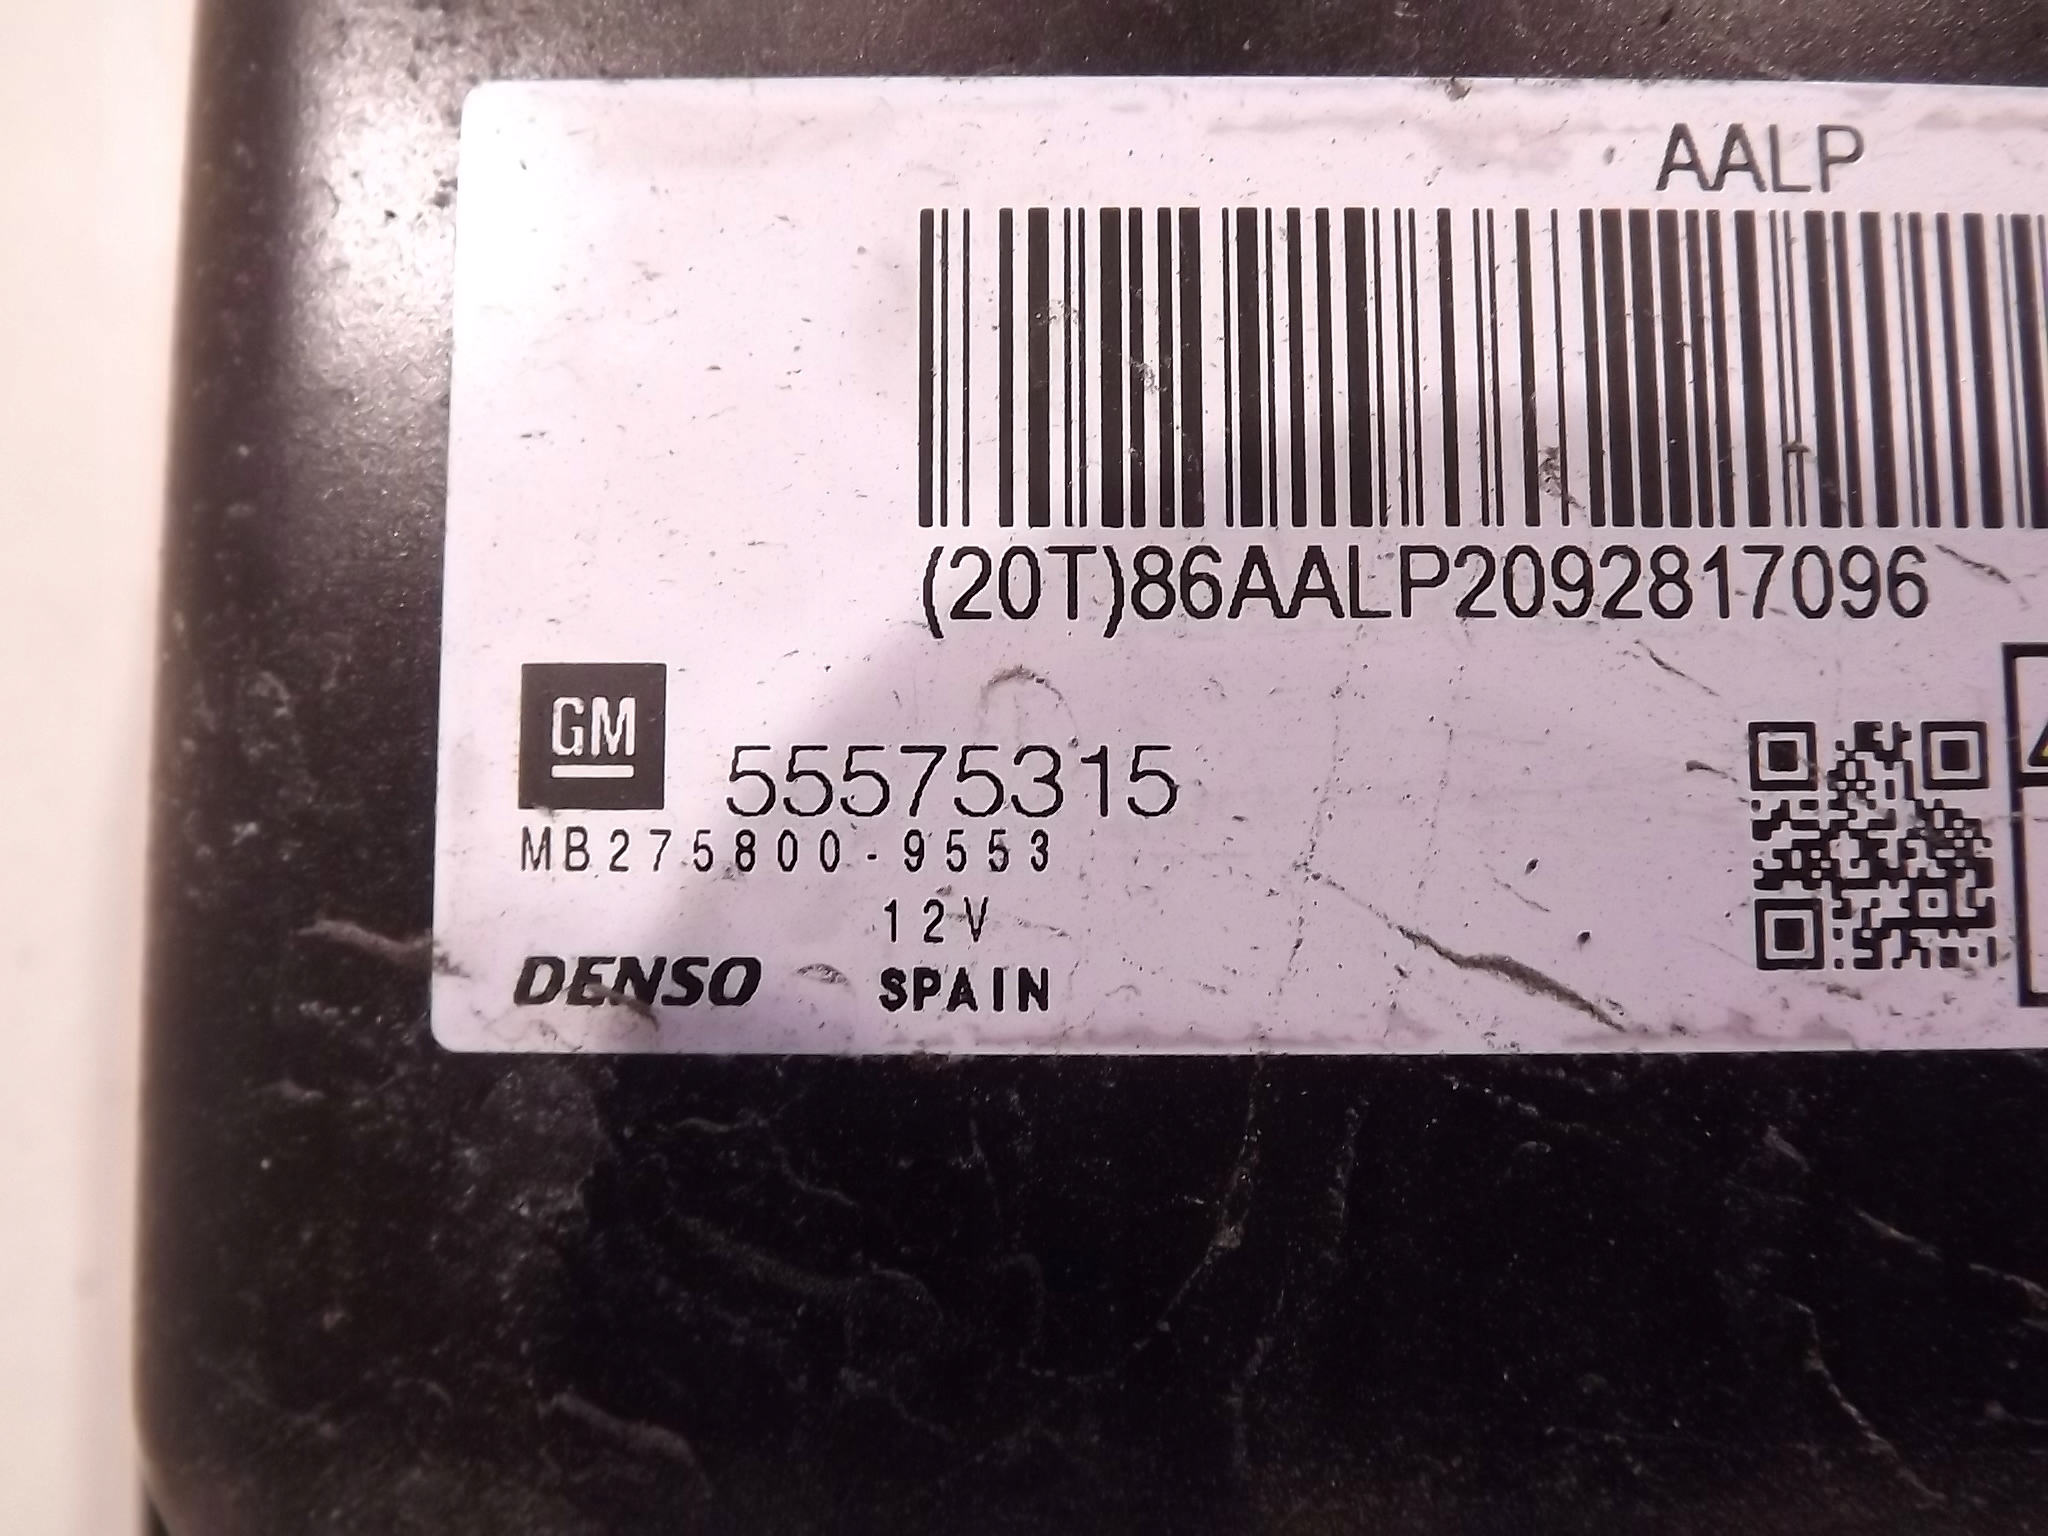 AALP
(20T)86AALP2092817096
GM
55575315
MB275800-9553
12V
DENSO SPAIN